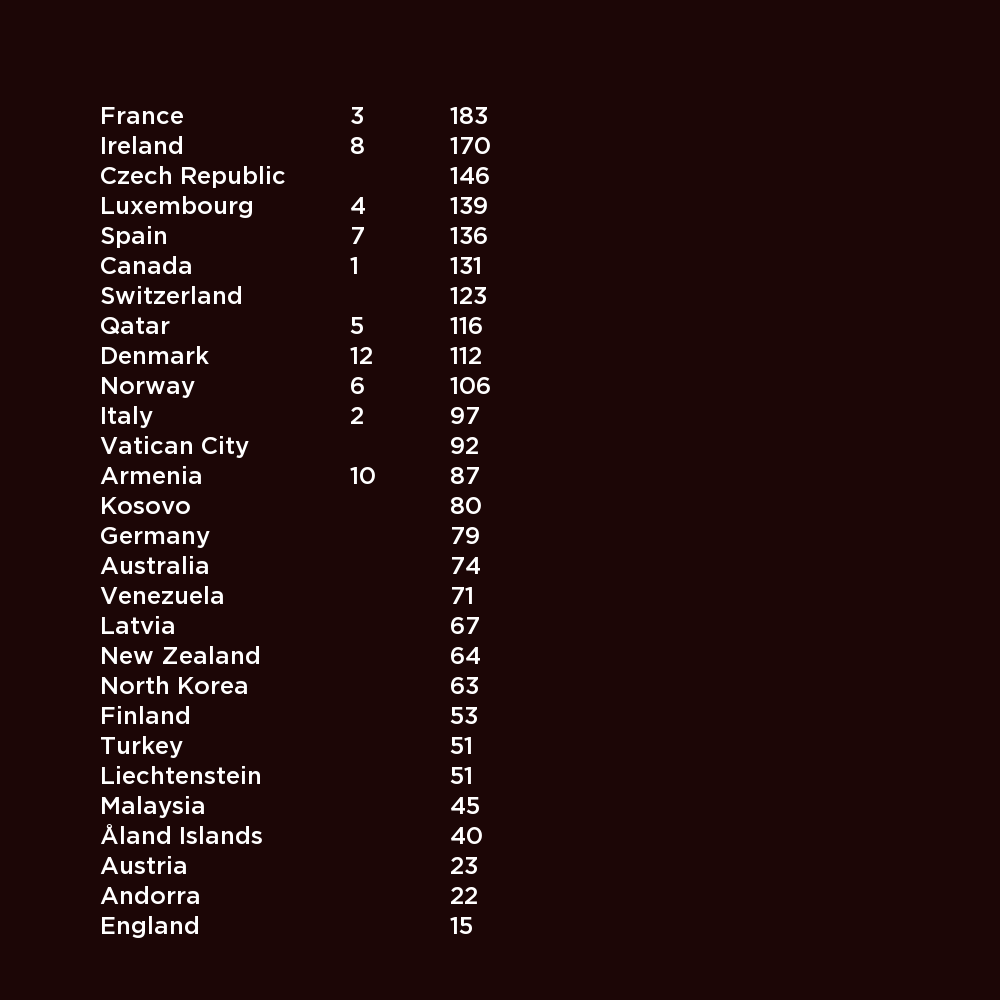 France 3 183
Ireland 8 170
Czech Republic 146
Luxembourg 4 139
Spain 7 136
Canada 1 131
Switzerland 123
Qatar 5 116
Denmark 12 112
Norway 6 106
Italy 2 97
Vatican City 92
Armenia 10 87
Kosovo 80
Germany 79
Australia 74
Venezuela 71
Latvia 67
New Zealand 64
North Korea 63
Finland 53
Turkey 51
Liechtenstein 51
Malaysia 45
Åland Islands 40
Austria 23
Andorra 22
England 15